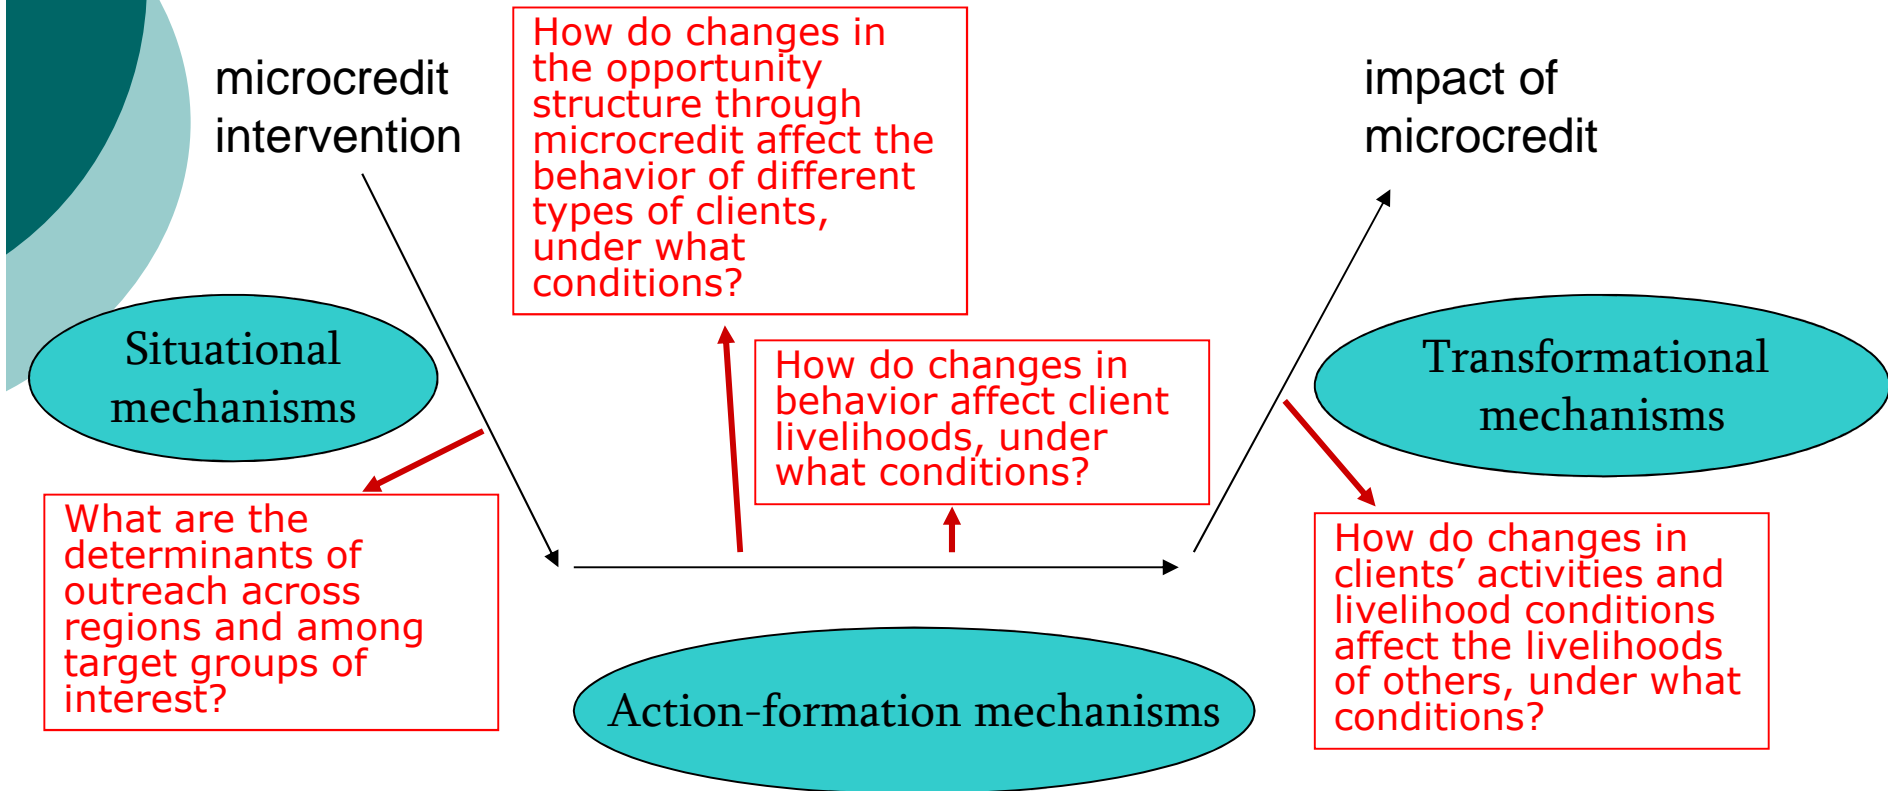 microcredit
intervention
How do changes in
the opportunity
structure through
microcredit affect the
behavior of different
types of clients,
under what
conditions?
impact of
microcredit
Situational
mechanisms
How do changes in
behavior affect client
livelihoods, under
what conditions?
Transformational
mechanisms
What are the
determinants of
outreach across
regions and among
target groups of
interest?
Action-formation mechanisms
How do changes in
clients’ activities and
livelihood conditions
affect the livelihoods
of others, under what
conditions?